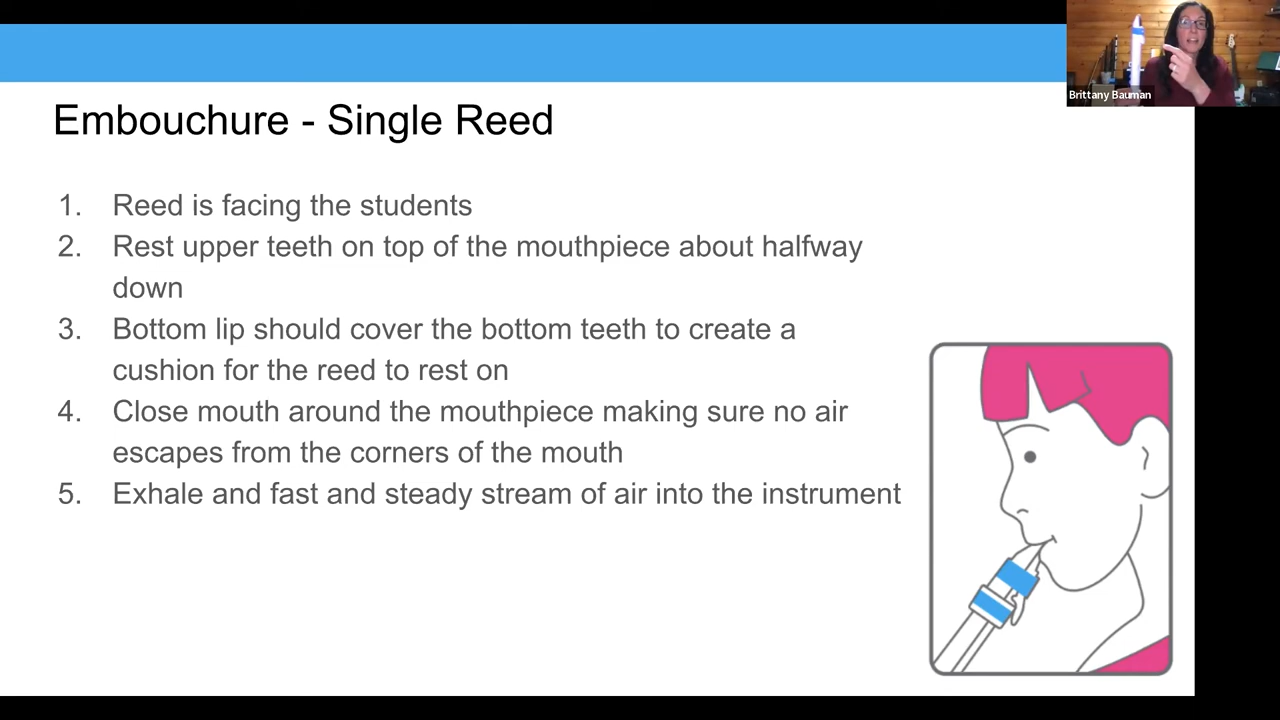 Brittany Bauman
Embouchure - Single Reed
1. Reed is facing the students
2. Rest upper teeth on top of the mouthpiece about halfway
down
3. Bottom lip should cover the bottom teeth to create a
cushion for the reed to rest on
4. Close mouth around the mouthpiece making sure no air
escapes from the corners of the mouth
5. Exhale and fast and steady stream of air into the instrument